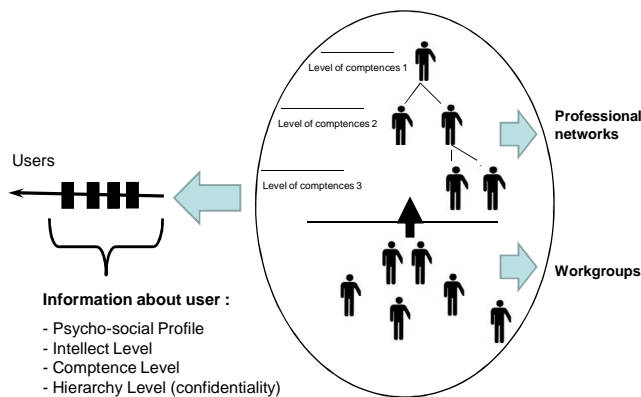 Level of comptences 1
Level of comptences 2
Professional
networks
Users
Level of comptences 3
Workgroups
Information about user :
- Psycho-social Profile
- Intellect Level
- Comptence Level
- Hierarchy Level (confidentiality)